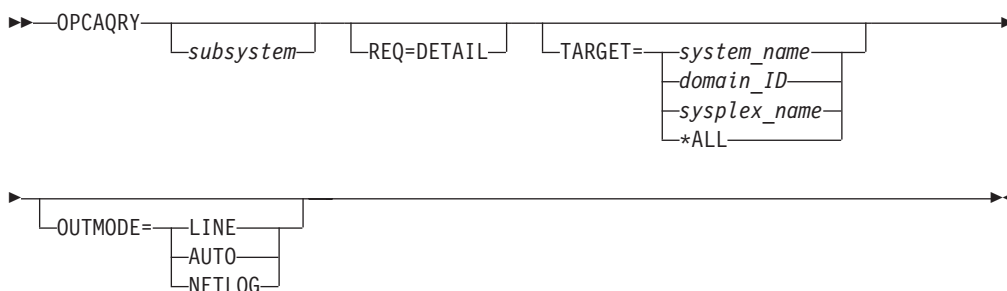 OPCAQRY
subsystem REQ=DETAIL TARGET= system_name
domain_ID
sysplex_name
*ALL
OUTMODE= LINE
AUTO
NETLOG